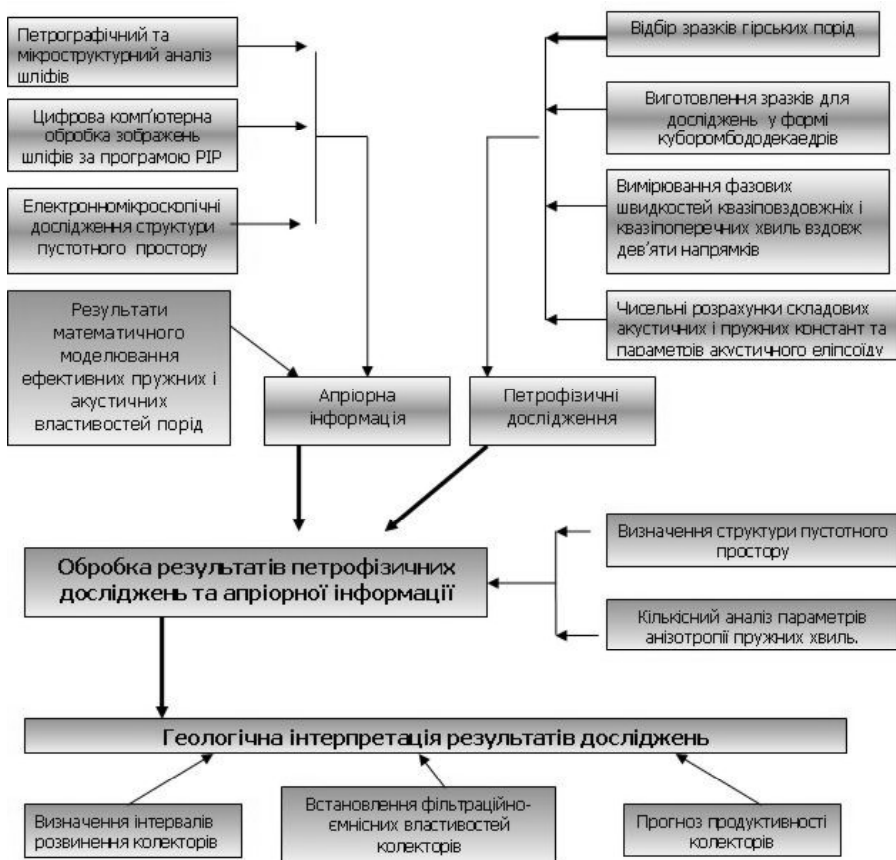 Петрографічний та
мікроструктурний аналіз
шліфів
Цифрова комп'ютерна
обробка зображень
шліфів за програмою PIP
Електронномікроскопічні
дослідження структури
пустотного простору
Результати
математичного
моделювання
ефективних пружних і
акустичних
властивостей порід
Відбір зразків гірських порід
Виготовлення зразків для
досліджень у формі
куборомбододекаедрів
Вимірювання фазових
швидкостей квазіповздовжніх і
квазіпоперечних хвиль вздовж
дев'яти напрямків
Чисельні розрахунки складових
акустичних і пружних констант та
параметрів акустичного еліпсоїду
Апріорна
інформація
Петрофізичні
дослідження
Обробка результатів петрофізичних
досліджень та апріорної інформації
Визначення структури пустотного
простору
Кількісний аналіз параметрів
анізотропії пружних хвиль.
Геологічна інтерпретація результатів досліджень
Визначення інтервалів
розвинення колекторів
Встановлення фільтраційно-
ємнісних властивостей
колекторів
Прогноз продуктивності
колекторів